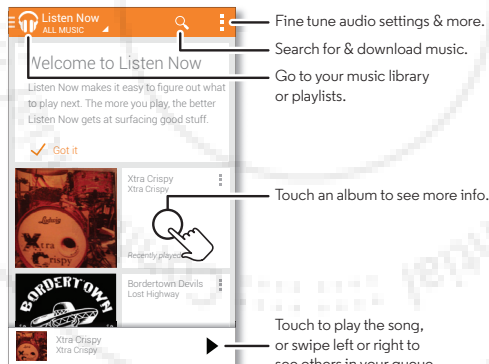 Listen Now
ALL MUSIC
Fine tune audio settings & more.
Search for & download music.
Go to your music library
or playlists.
Welcome to Listen Now
Listen Now makes it easy to figure out what
to play next. The more you play, the better
Listen Now gets at surfacing good stuff.
Got it
Xtra Crispy
Xtra Crispy
Ludwig
Xtra
Crispy
Recently played
Touch an album to see more info.
BORDERTOWN
Bordertown Devils
Lost Highway
Xtra Crispy
Xtra Crispy
Touch to play the song,
or swipe left or right to
see others in your queue.